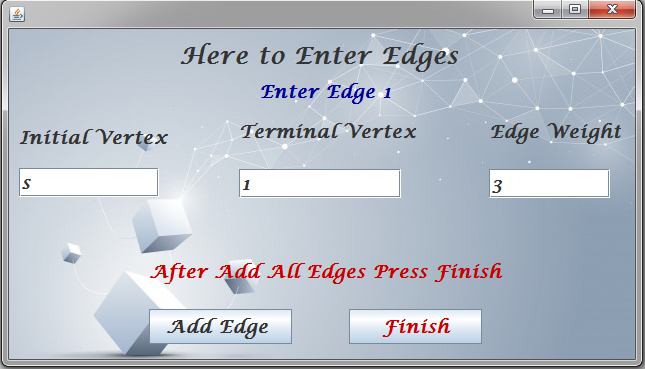 Here to Enter Edges
Enter Edge 1
Initial Vertex Terminal Vertex Edge Weight
s 1 3
After Add All Edges Press Finish
Add Edge Finish